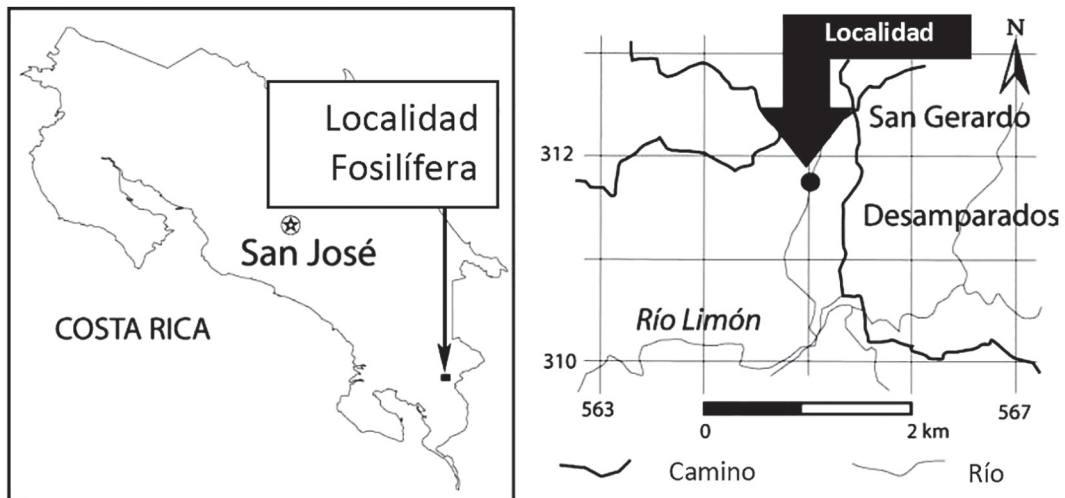 Localidad
Fosilífera
San José
COSTA RICA
Localidad
N
San Gerardo
312
Desamparados
Río Limón
310
563
567
0
2 km
Camino
Río